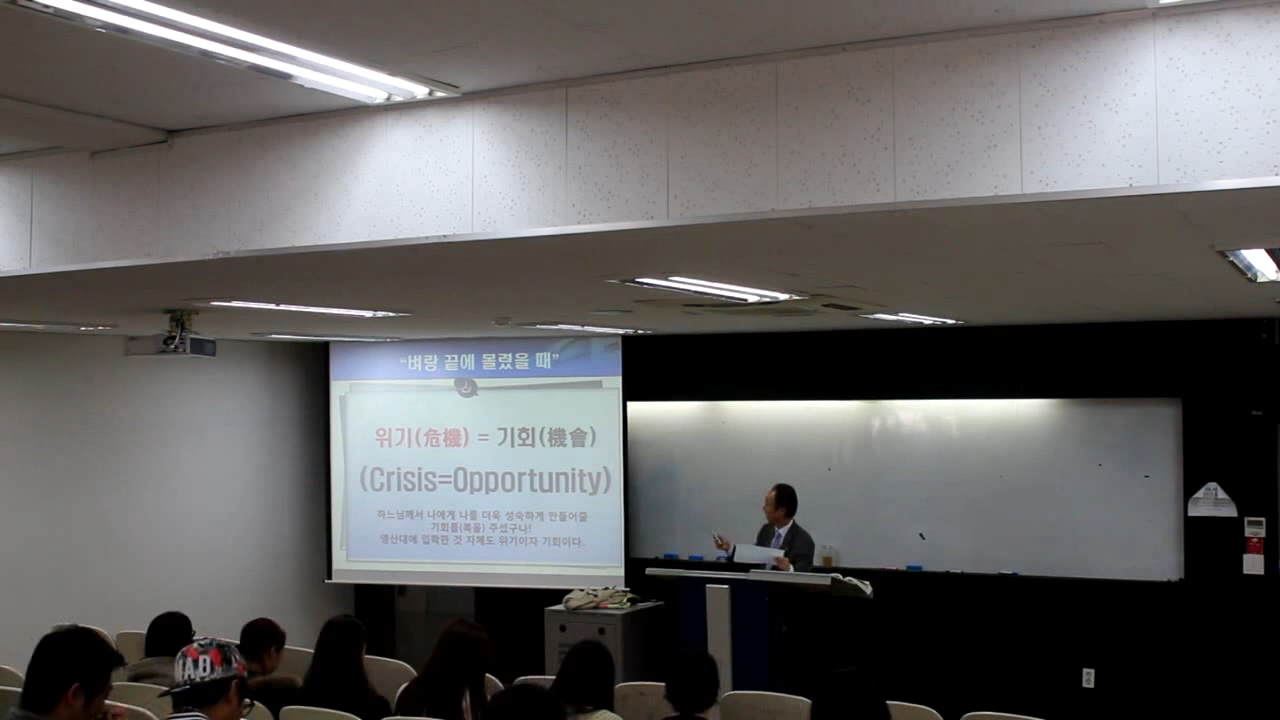 “벼랑 끝에 몰렸을 때”
위기(危機) = 기회(機會)
(Crisis=Opportunity)
하느님께서 나에게 나를 더욱 성숙하게 만들어줄
기회를(복을) 주셨구나!
영산대에 입학한 것 자체도 위기이자 기회이다.